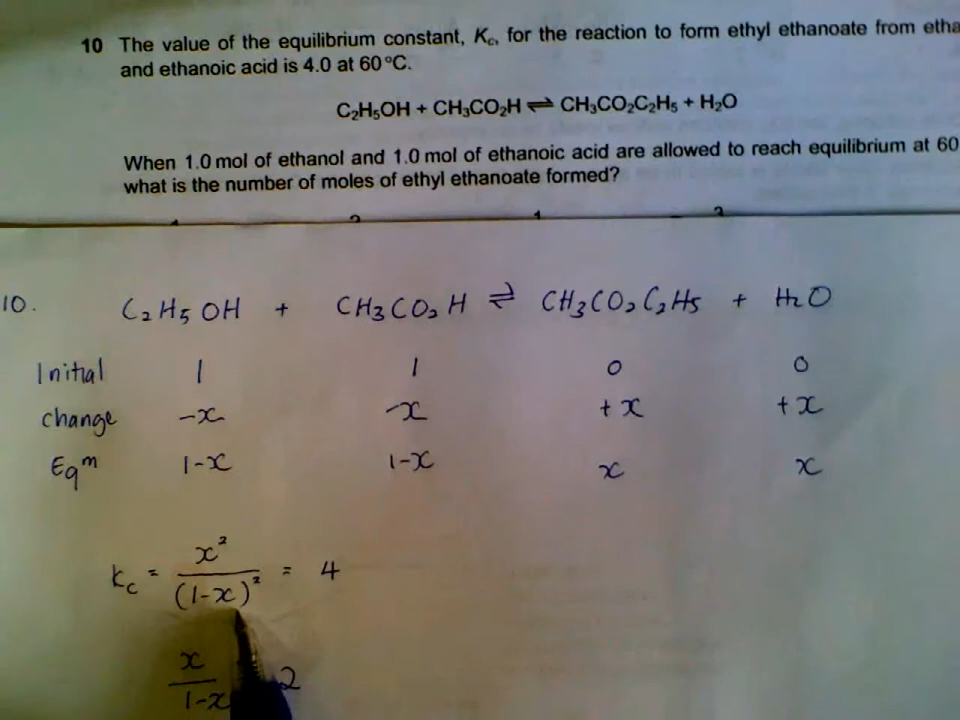 10 The value of the equilibrium constant, Kc, for the reaction to form ethyl ethanoate from
and ethanoic acid is 4.0 at 60 °C.
C₂H₅OH + CH₃CO₂H ⇌ CH₃CO₂C₂H₅ + H₂O
When 1.0 mol of ethanol and 1.0 mol of ethanoic acid are allowed to reach equilibrium at 60
what is the number of moles of ethyl ethanoate formed?
10. C₂H₅OH + CH₃CO₂H ⇌ CH₃CO₂C₂H₅ + H₂O
Initial 1 1 0 0
change -x -x +x +x
Eqᵐ 1-x 1-x x x
Kc = x² / (1-x)² = 4
x / 1-x 2